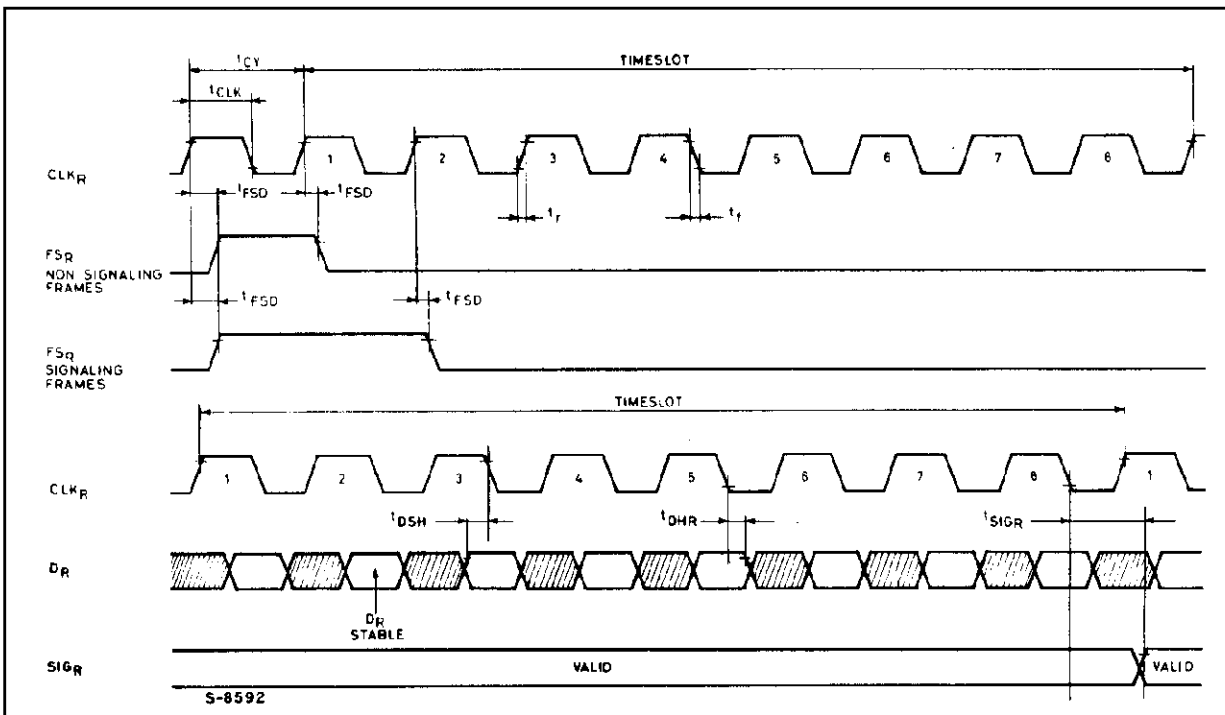 tCY
TIMESLOT
tCLK
1 2 3 4 5 6 7 8
CLKR
tFSD tFSD
tr tf
FSR
NON SIGNALING
FRAMES
tFSD tFSD
FSR
SIGNALING
FRAMES
TIMESLOT
1 2 3 4 5 6 7 8 1
CLKR
tDSH tDHR tSIGR
DR
DR
STABLE
SIGR VALID VALID
S-8592